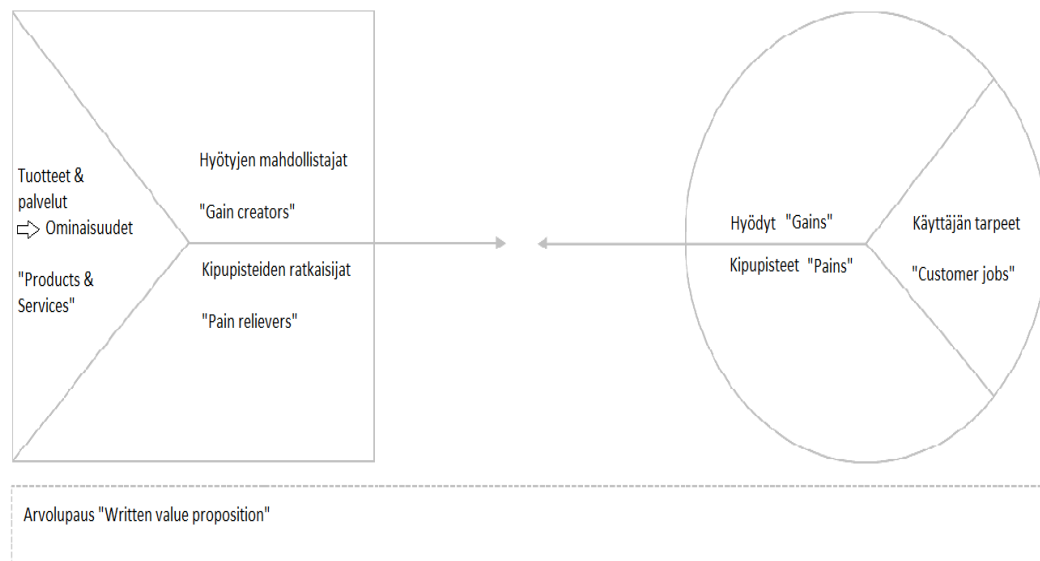 Tuotteet &
palvelut
Ominaisuudet
"Products &
Services"
Hyötyjen mahdollistajat
"Gain creators"
Kipupisteiden ratkaisijat
"Pain relievers"
Hyödyt "Gains"
Kipupisteet "Pains"
Käyttäjän tarpeet
"Customer jobs"
Arvolupaus "Written value proposition"